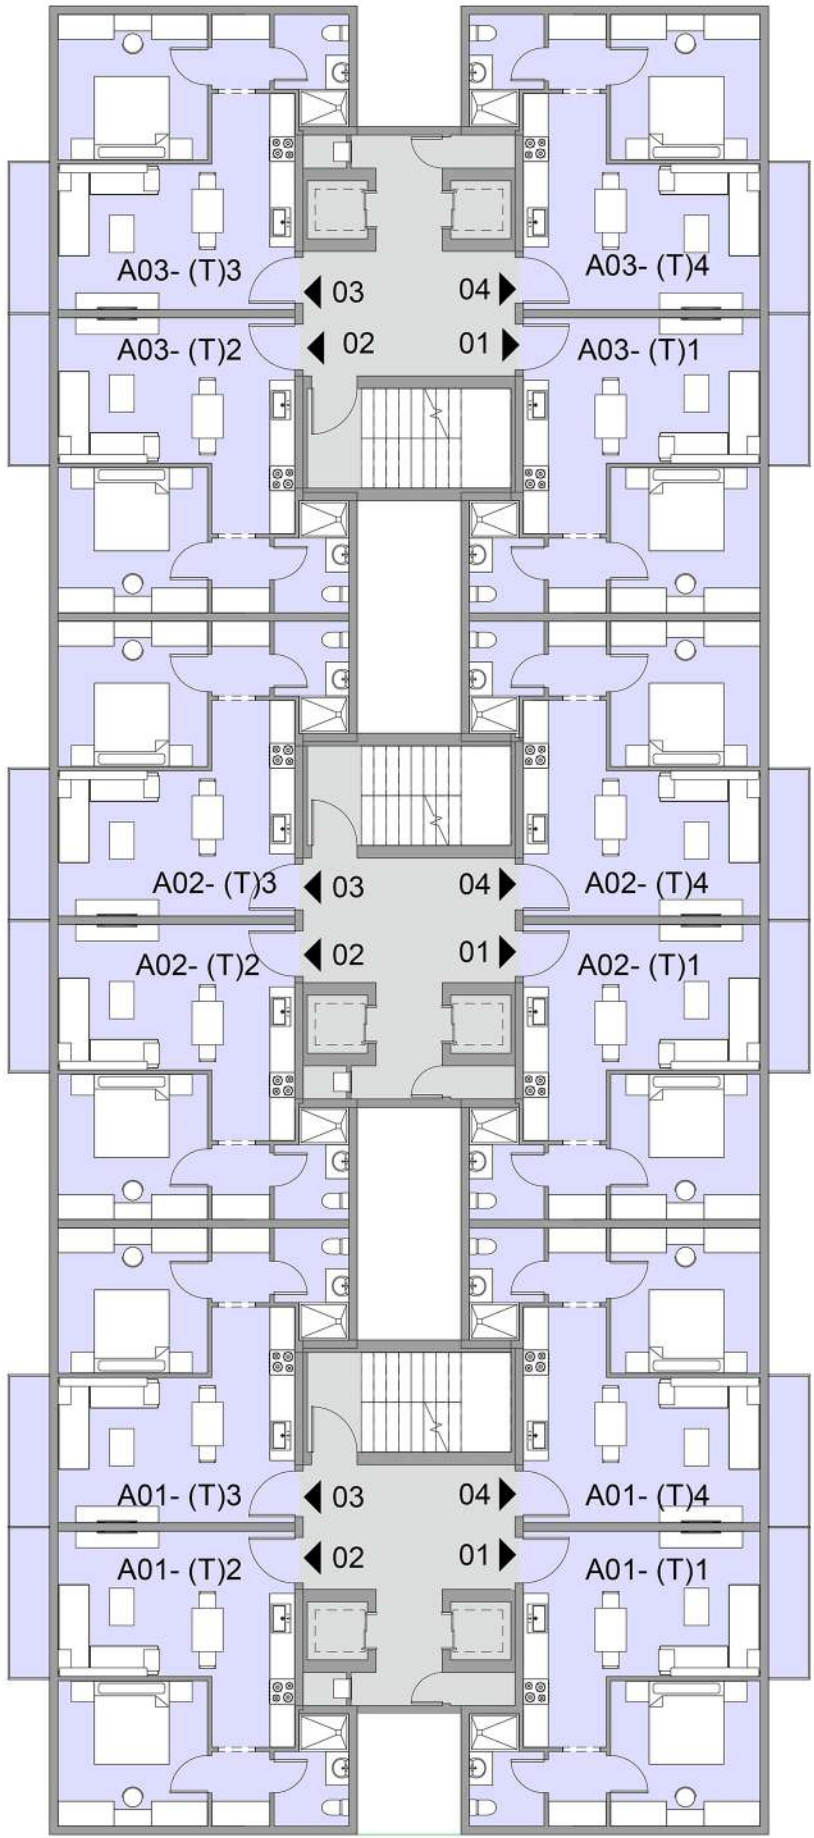 A03- (T)3
A03- (T)4
03
04
02
01
A03- (T)2
A03- (T)1
A02- (T)3
A02- (T)4
03
04
02
01
A02- (T)2
A02- (T)1
A01- (T)3
A01- (T)4
03
04
02
01
A01- (T)2
A01- (T)1